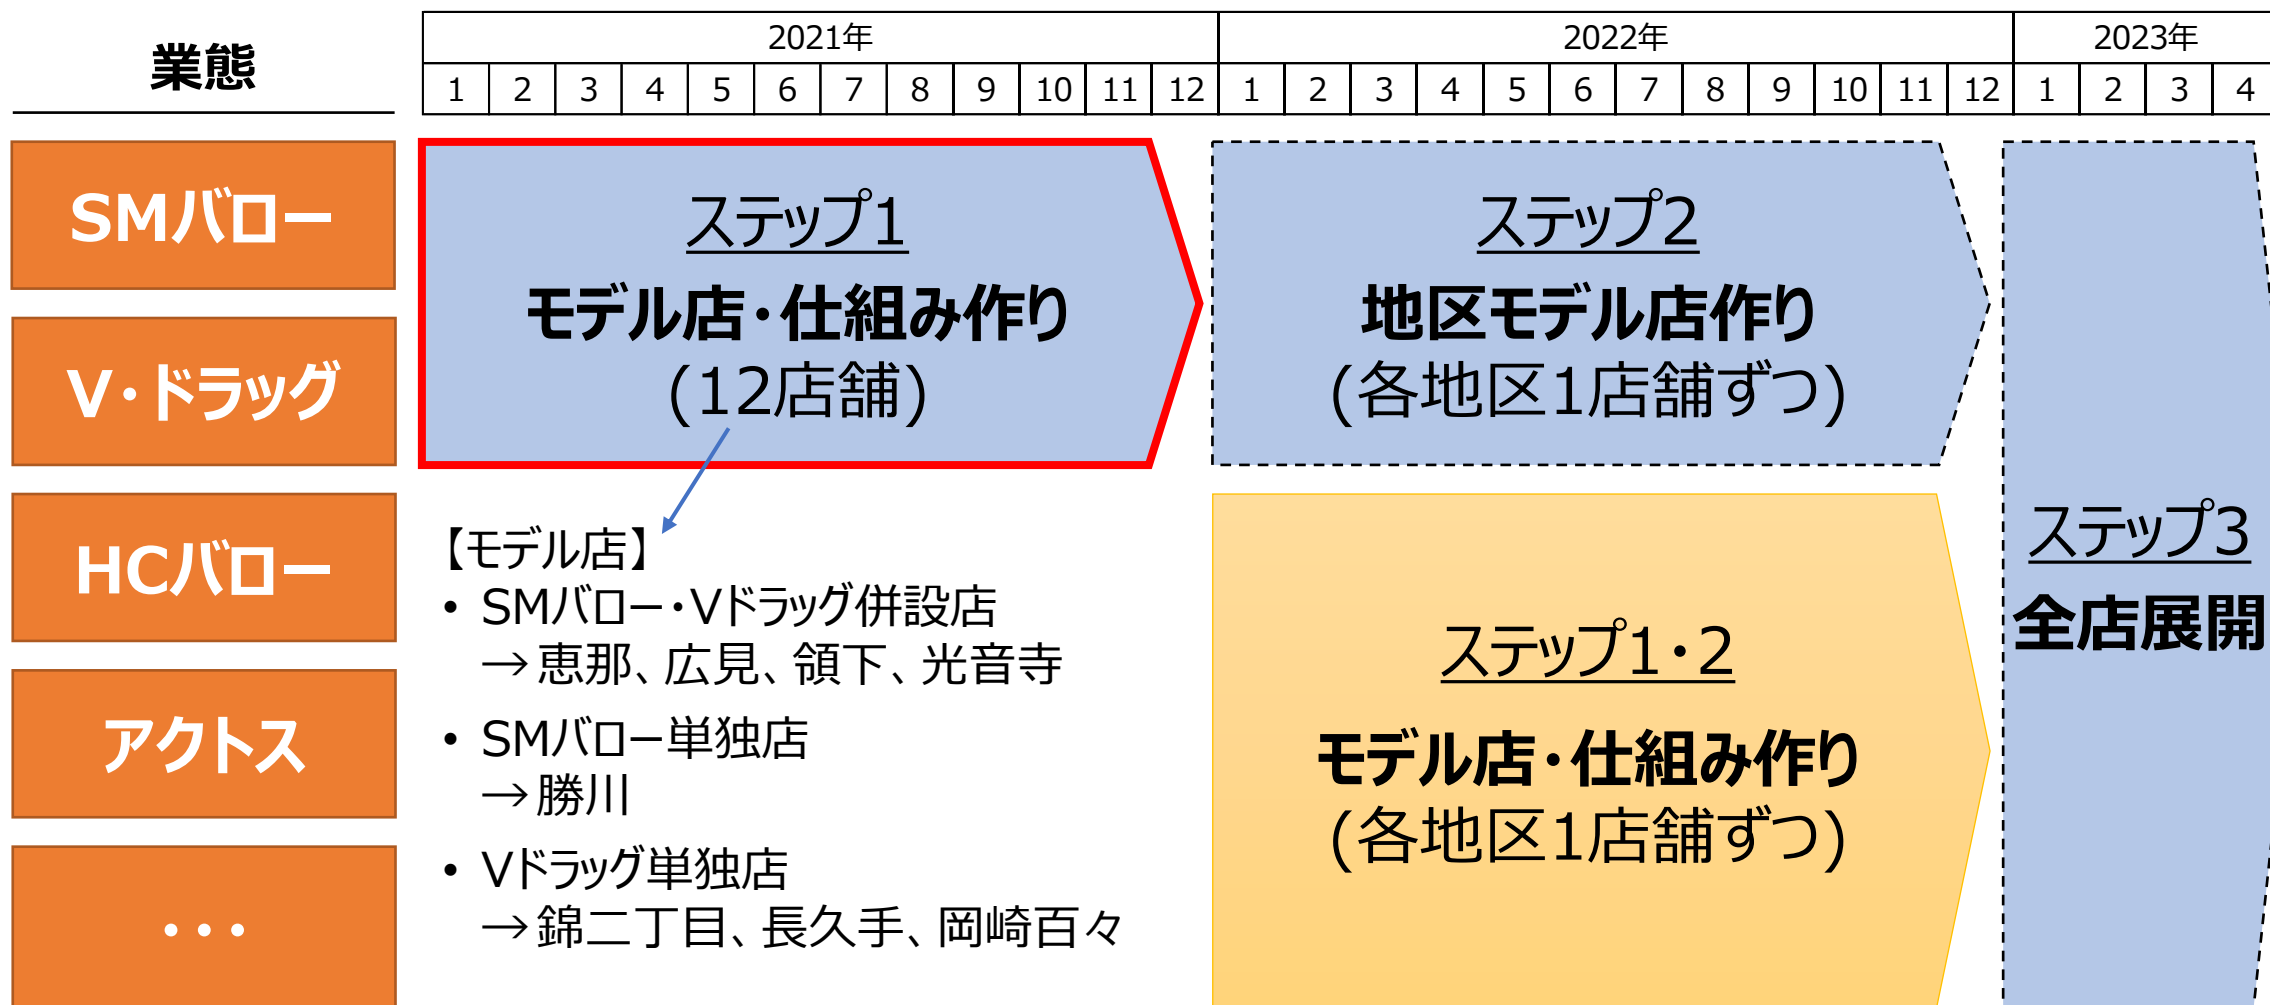 業態
2021年 2022年 2023年
1 2 3 4 5 6 7 8 9 10 11 12 1 2 3 4 5 6 7 8 9 10 11 12 1 2 3 4
SMバロー
V・ドラッグ
HCバロー
アクトス
・・・
ステップ1
モデル店・仕組み作り
(12店舗)
【モデル店】
• SMバロー・Vドラッグ併設店
→恵那、広見、領下、光音寺
• SMバロー単独店
→勝川
• Vドラッグ単独店
→錦二丁目、長久手、岡崎百々
ステップ2
地区モデル店作り
(各地区1店舗ずつ)
ステップ1・2
モデル店・仕組み作り
(各地区1店舗ずつ)
ステップ3
全店展開